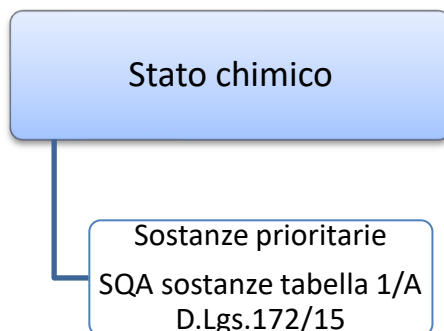 Stato chimico
Sostanze prioritarie
SQA sostanze tabella 1/A
D.Lgs.172/15